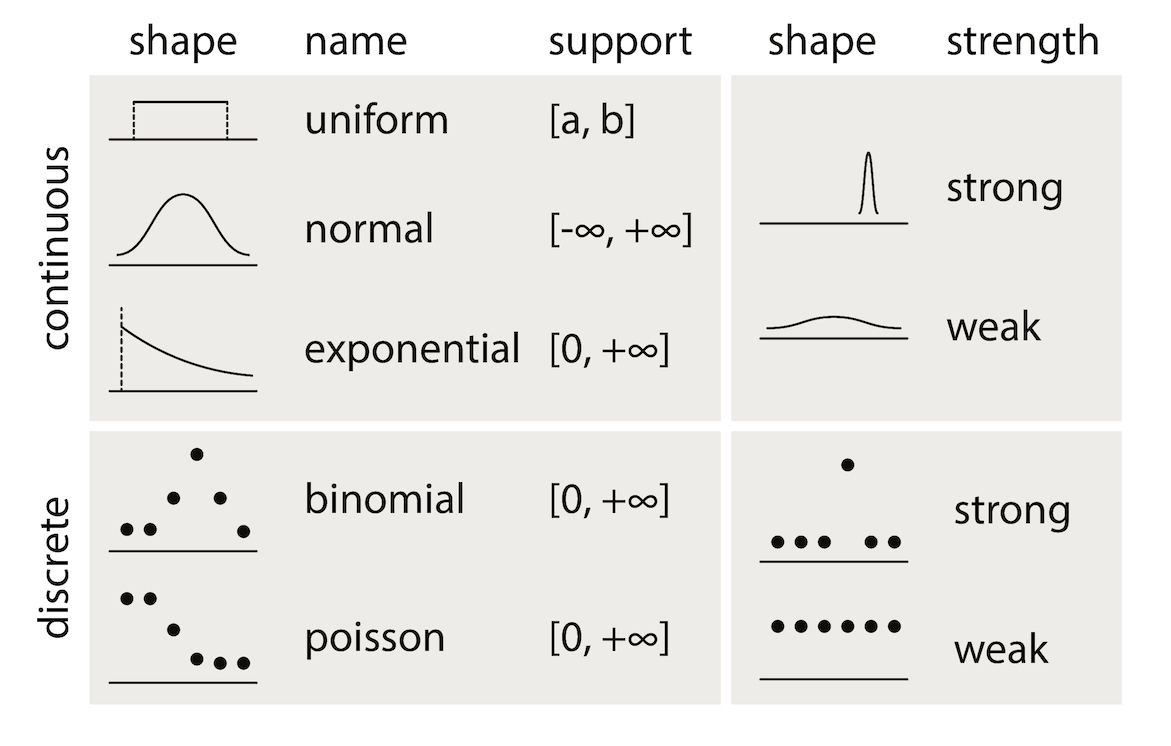 shape name support shape strength
continuous
uniform [a, b]
normal [-∞, +∞]
exponential [0, +∞]
strong
weak
discrete
binomial [0, +∞]
poisson [0, +∞]
strong
weak